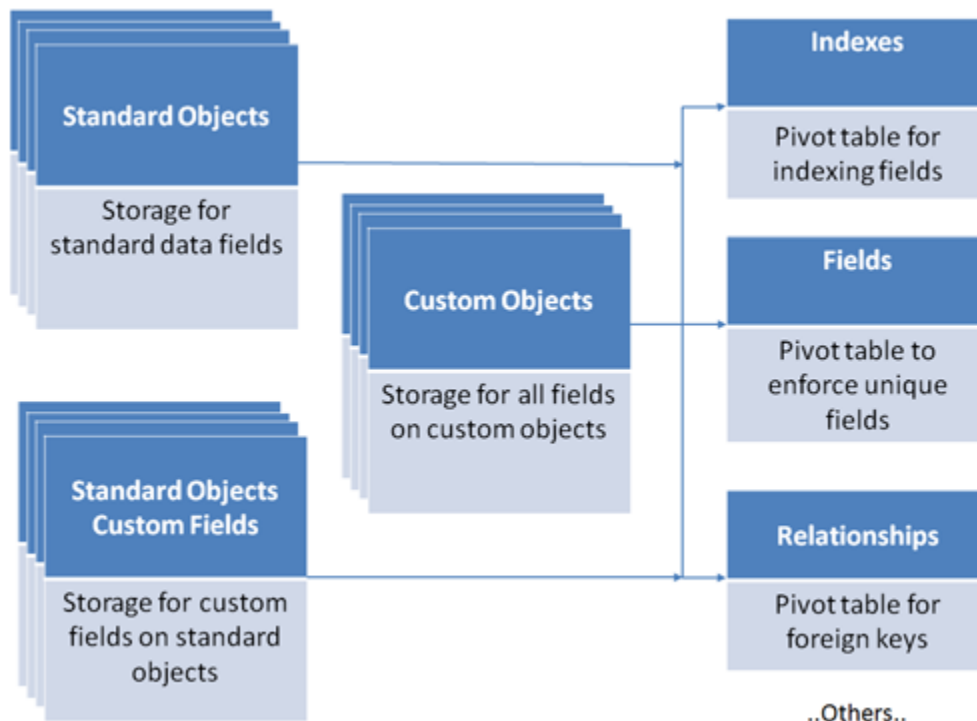 Standard Objects
Storage for
standard data fields
Custom Objects
Storage for all fields
on custom objects
Standard Objects
Custom Fields
Storage for custom
fields on standard
objects
Indexes
Pivot table for
indexing fields
Fields
Pivot table to
enforce unique
fields
Relationships
Pivot table for
foreign keys
..Others..